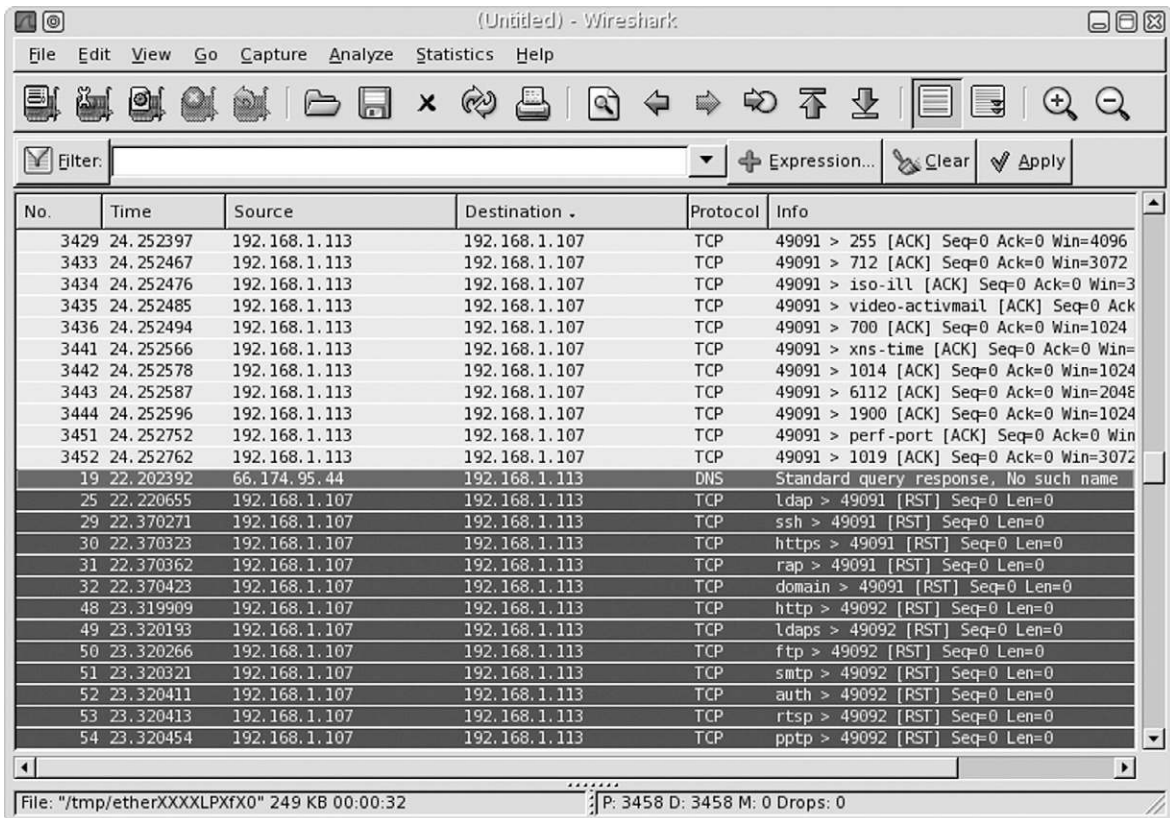 (Untitled) - Wireshark
File Edit View Go Capture Analyze Statistics Help
Filter: Expression... Clear Apply
No. Time Source Destination Protocol Info
3429 24.252397 192.168.1.113 192.168.1.107 TCP 49091 > 255 [ACK] Seq=0 Ack=0 Win=4096
3433 24.252467 192.168.1.113 192.168.1.107 TCP 49091 > 712 [ACK] Seq=0 Ack=0 Win=3072
3434 24.252476 192.168.1.113 192.168.1.107 TCP 49091 > iso-ill [ACK] Seq=0 Ack=0 Win=3
3435 24.252485 192.168.1.113 192.168.1.107 TCP 49091 > video-activmail [ACK] Seq=0 Ack
3436 24.252494 192.168.1.113 192.168.1.107 TCP 49091 > 700 [ACK] Seq=0 Ack=0 Win=1024
3441 24.252566 192.168.1.113 192.168.1.107 TCP 49091 > xns-time [ACK] Seq=0 Ack=0 Win=
3442 24.252578 192.168.1.113 192.168.1.107 TCP 49091 > 1014 [ACK] Seq=0 Ack=0 Win=1024
3443 24.252587 192.168.1.113 192.168.1.107 TCP 49091 > 6112 [ACK] Seq=0 Ack=0 Win=2048
3444 24.252596 192.168.1.113 192.168.1.107 TCP 49091 > 1900 [ACK] Seq=0 Ack=0 Win=1024
3451 24.252752 192.168.1.113 192.168.1.107 TCP 49091 > perf-port [ACK] Seq=0 Ack=0 Win
3452 24.252762 192.168.1.113 192.168.1.107 TCP 49091 > 1019 [ACK] Seq=0 Ack=0 Win=3072
19 22.202392 66.174.95.44 192.168.1.113 DNS Standard query response, No such name
25 22.220655 192.168.1.107 192.168.1.113 TCP ldap > 49091 [RST] Seq=0 Len=0
29 22.370271 192.168.1.107 192.168.1.113 TCP ssh > 49091 [RST] Seq=0 Len=0
30 22.370323 192.168.1.107 192.168.1.113 TCP https > 49091 [RST] Seq=0 Len=0
31 22.370362 192.168.1.107 192.168.1.113 TCP rap > 49091 [RST] Seq=0 Len=0
32 22.370423 192.168.1.107 192.168.1.113 TCP domain > 49091 [RST] Seq=0 Len=0
48 23.319909 192.168.1.107 192.168.1.113 TCP http > 49092 [RST] Seq=0 Len=0
49 23.320193 192.168.1.107 192.168.1.113 TCP ldaps > 49092 [RST] Seq=0 Len=0
50 23.320266 192.168.1.107 192.168.1.113 TCP ftp > 49092 [RST] Seq=0 Len=0
51 23.320321 192.168.1.107 192.168.1.113 TCP smtp > 49092 [RST] Seq=0 Len=0
52 23.320411 192.168.1.107 192.168.1.113 TCP auth > 49092 [RST] Seq=0 Len=0
53 23.320413 192.168.1.107 192.168.1.113 TCP rtsp > 49092 [RST] Seq=0 Len=0
54 23.320454 192.168.1.107 192.168.1.113 TCP pptp > 49092 [RST] Seq=0 Len=0
File: "/tmp/etherXXXXLPXfX0" 249 KB 00:00:32 P: 3458 D: 3458 M: 0 Drops: 0